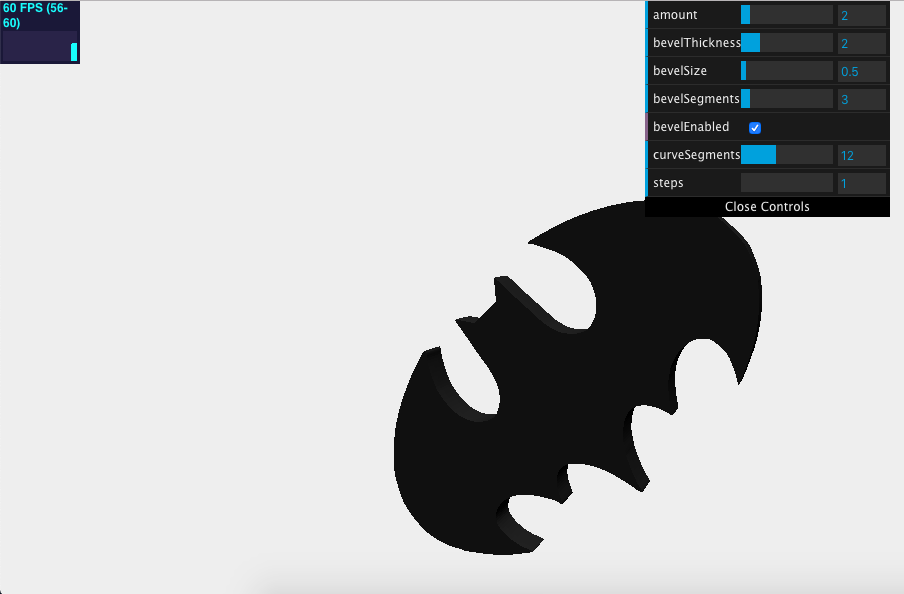 60 FPS (56-
60)
amount 2
bevelThickness 2
bevelSize 0.5
bevelSegments 3
bevelEnabled
curveSegments 12
steps 1
Close Controls